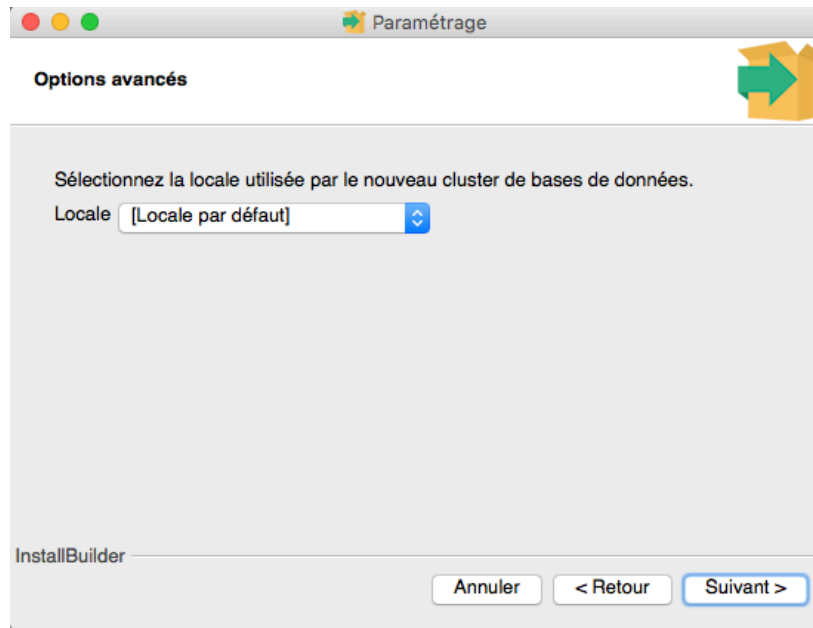 Paramétrage
Options avancés
Sélectionnez la locale utilisée par le nouveau cluster de bases de données.
Locale [Locale par défaut]
InstallBuilder
Annuler < Retour Suivant >